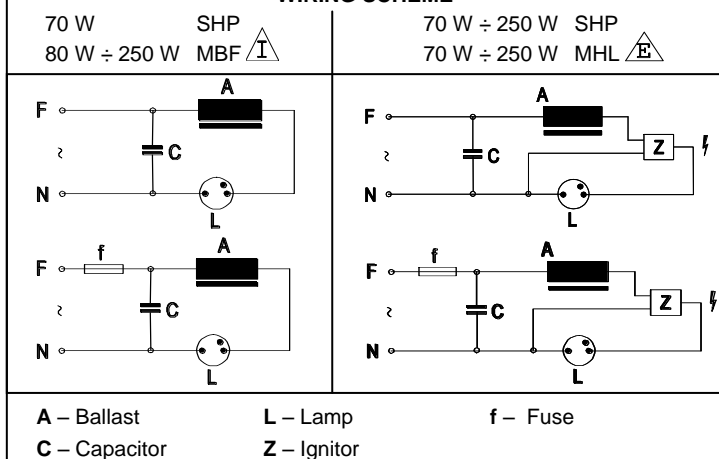 WIRING SCHEME
70 W SHP
80 W ÷ 250 W MBF I
70 W ÷ 250 W SHP
70 W ÷ 250 W MHL E
A
F
~
C
N
L
A
F
~
C
Z
N
L
f
A
F
~
C
N
L
f
A
F
~
C
Z
N
L
A – Ballast L – Lamp f – Fuse
C – Capacitor Z – Ignitor